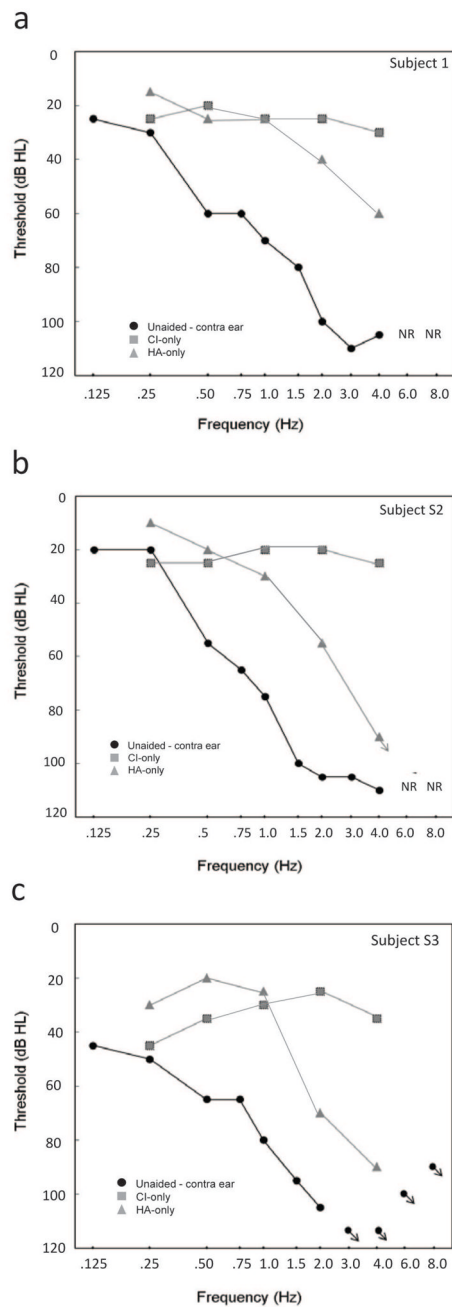 a
0
Subject 1
20
40
Threshold (dB HL)
60
80
100
Unaided - contra ear
CI-only
HA-only
NR NR
120
.125 .25 .50 .75 1.0 1.5 2.0 3.0 4.0 6.0 8.0
Frequency (Hz)
b
0
Subject S2
20
40
Threshold (dB HL)
60
80
100
Unaided - contra ear
CI-only
HA-only
NR NR
120
.125 .25 .5 .75 1.0 1.5 2.0 3.0 4.0 6.0 8.0
Frequency (Hz)
c
0
Subject S3
20
40
Threshold (dB HL)
60
80
100
Unaided - contra ear
CI-only
HA-only
120
.125 .25 .50 .75 1.0 1.5 2.0 3.0 4.0 6.0 8.0
Frequency (Hz)